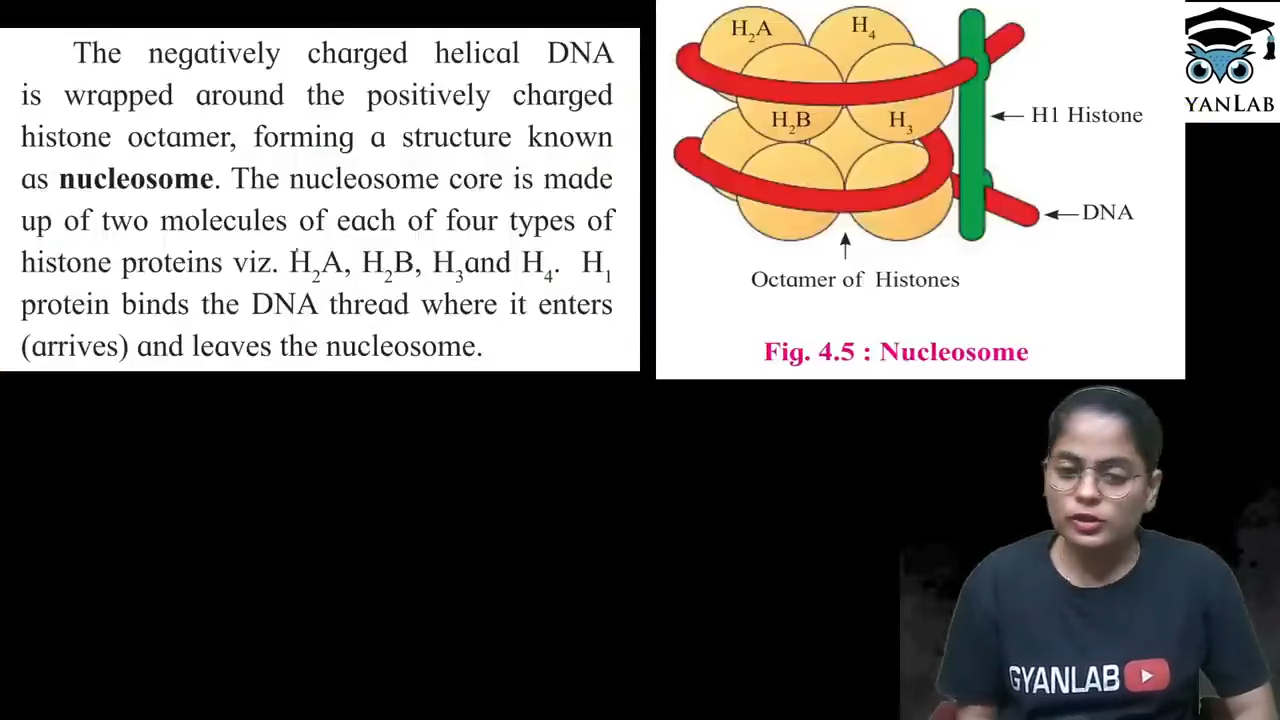 The negatively charged helical DNA
is wrapped around the positively charged
histone octamer, forming a structure known
as nucleosome. The nucleosome core is made
up of two molecules of each of four types of
histone proteins viz. H₂A, H₂B, H₃and H₄. H₁
protein binds the DNA thread where it enters
(arrives) and leaves the nucleosome.
H₂A
H₄
H₂B
H₃
H1 Histone
DNA
Octamer of Histones
Fig. 4.5 : Nucleosome
YANLAB
GYANLAB